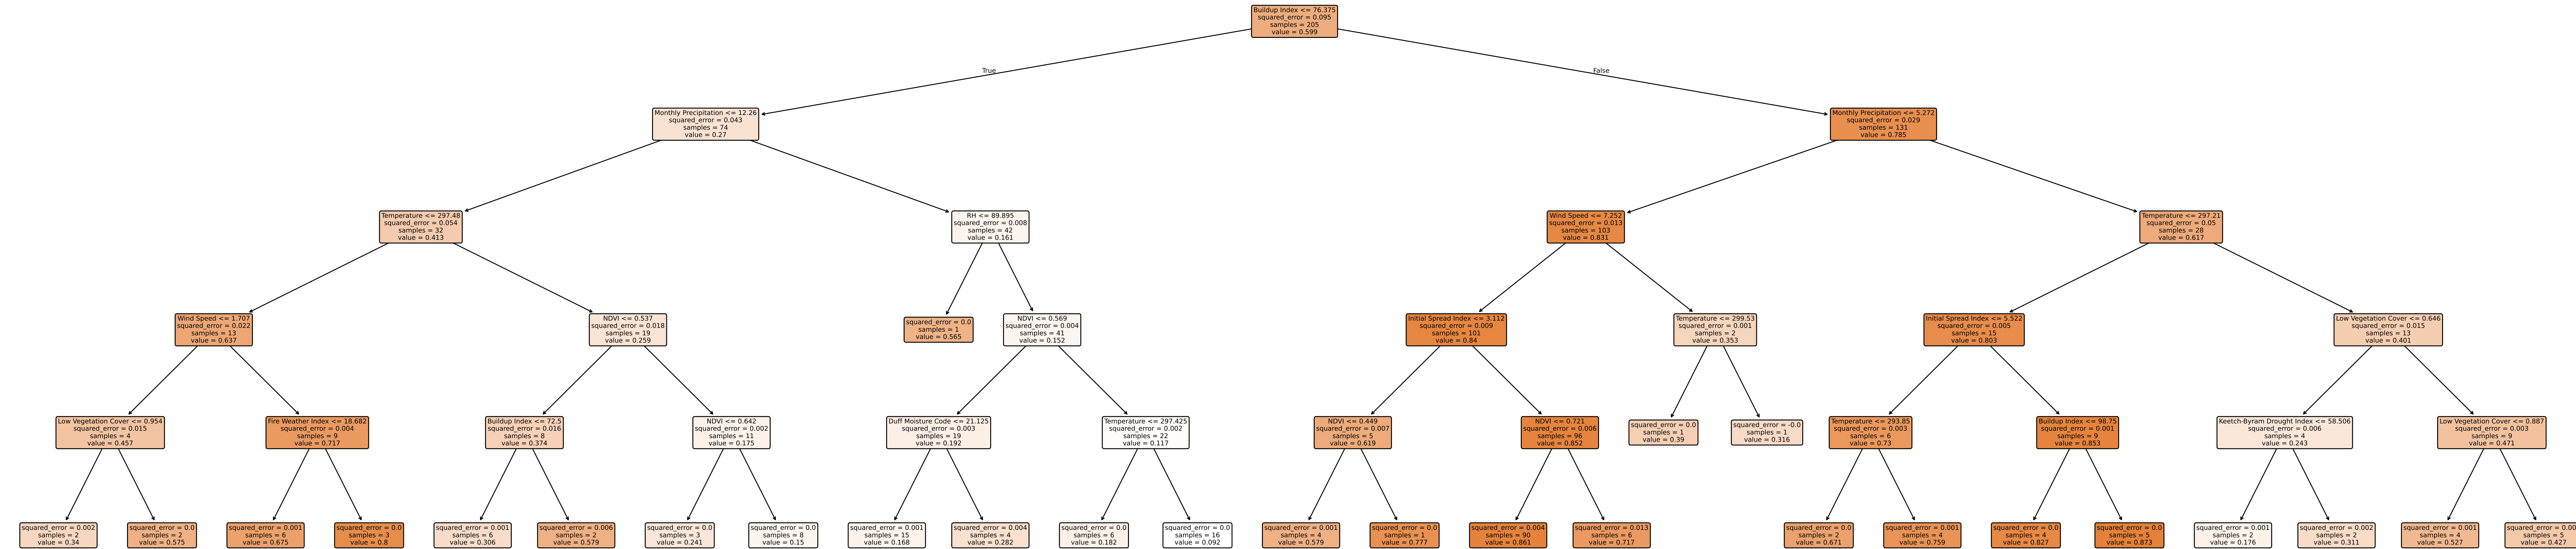 Buildup Index <= 76.375
squared_error = 0.095
samples = 205
value = 0.599
True
False
Monthly Precipitation <= 12.26
squared_error = 0.043
samples = 74
value = 0.27
Monthly Precipitation <= 5.272
squared_error = 0.029
samples = 131
value = 0.785
Temperature <= 297.48
squared_error = 0.054
samples = 32
value = 0.413
RH <= 89.895
squared_error = 0.008
samples = 42
value = 0.161
Wind Speed <= 7.252
squared_error = 0.013
samples = 103
value = 0.831
Temperature <= 297.21
squared_error = 0.05
samples = 28
value = 0.617
Wind Speed <= 1.707
squared_error = 0.022
samples = 13
value = 0.637
NDVI <= 0.537
squared_error = 0.018
samples = 19
value = 0.259
squared_error = 0.0
samples = 1
value = 0.565
NDVI <= 0.569
squared_error = 0.004
samples = 41
value = 0.152
Initial Spread Index <= 3.112
squared_error = 0.009
samples = 101
value = 0.84
Temperature <= 299.53
squared_error = 0.001
samples = 2
value = 0.353
Initial Spread Index <= 5.522
squared_error = 0.005
samples = 15
value = 0.803
Low Vegetation Cover <= 0.646
squared_error = 0.015
samples = 13
value = 0.401
Low Vegetation Cover <= 0.954
squared_error = 0.015
samples = 4
value = 0.457
Fire Weather Index <= 18.682
squared_error = 0.004
samples = 9
value = 0.717
Buildup Index <= 72.5
squared_error = 0.016
samples = 8
value = 0.374
NDVI <= 0.642
squared_error = 0.002
samples = 11
value = 0.175
Duff Moisture Code <= 21.125
squared_error = 0.003
samples = 19
value = 0.192
Temperature <= 297.425
squared_error = 0.002
samples = 22
value = 0.117
NDVI <= 0.449
squared_error = 0.007
samples = 5
value = 0.619
NDVI <= 0.721
squared_error = 0.006
samples = 96
value = 0.852
squared_error = 0.0
samples = 1
value = 0.39
squared_error = -0.0
samples = 1
value = 0.316
Temperature <= 293.85
squared_error = 0.003
samples = 6
value = 0.73
Buildup Index <= 98.75
squared_error = 0.001
samples = 9
value = 0.853
Keetch-Byram Drought Index <= 58.506
squared_error = 0.006
samples = 4
value = 0.243
Low Vegetation Cover <= 0.887
squared_error = 0.003
samples = 9
value = 0.471
squared_error = 0.002
samples = 2
value = 0.34
squared_error = 0.0
samples = 2
value = 0.575
squared_error = 0.001
samples = 6
value = 0.675
squared_error = 0.0
samples = 3
value = 0.8
squared_error = 0.001
samples = 6
value = 0.306
squared_error = 0.006
samples = 2
value = 0.579
squared_error = 0.0
samples = 3
value = 0.241
squared_error = 0.0
samples = 8
value = 0.15
squared_error = 0.001
samples = 15
value = 0.168
squared_error = 0.004
samples = 4
value = 0.282
squared_error = 0.0
samples = 6
value = 0.182
squared_error = 0.0
samples = 16
value = 0.092
squared_error = 0.001
samples = 4
value = 0.579
squared_error = 0.0
samples = 1
value = 0.777
squared_error = 0.004
samples = 90
value = 0.861
squared_error = 0.013
samples = 6
value = 0.717
squared_error = 0.0
samples = 2
value = 0.671
squared_error = 0.001
samples = 4
value = 0.759
squared_error = 0.0
samples = 4
value = 0.827
squared_error = 0.0
samples = 5
value = 0.873
squared_error = 0.001
samples = 2
value = 0.176
squared_error = 0.002
samples = 2
value = 0.311
squared_error = 0.001
samples = 4
value = 0.527
squared_error =
samples = 5
value = 0.427